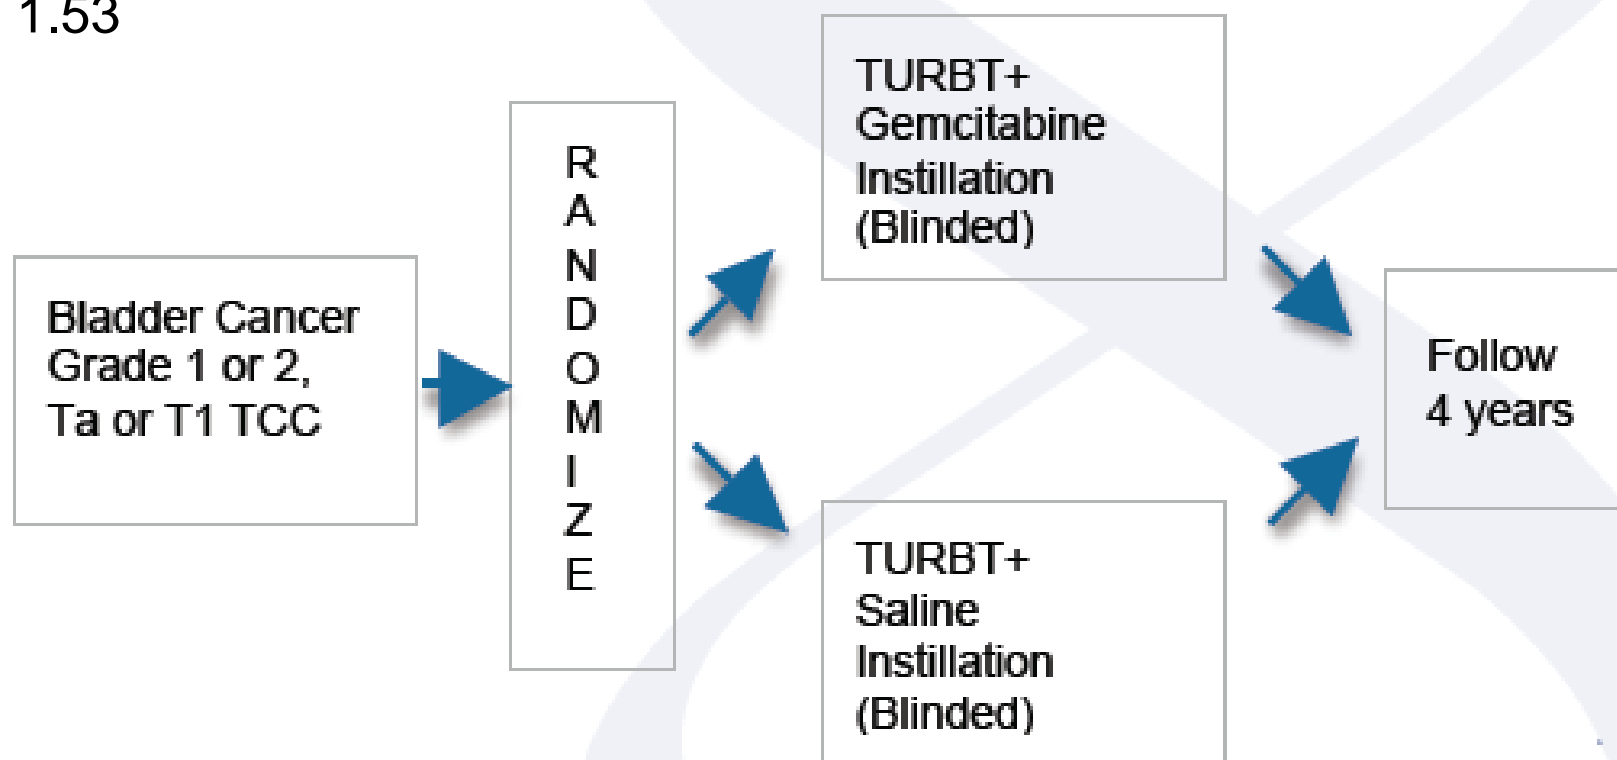 1.53
Bladder Cancer
Grade 1 or 2,
Ta or T1 TCC
R
A
N
D
O
M
I
Z
E
TURBT+
Gemcitabine
Instillation
(Blinded)
TURBT+
Saline
Instillation
(Blinded)
Follow
4 years